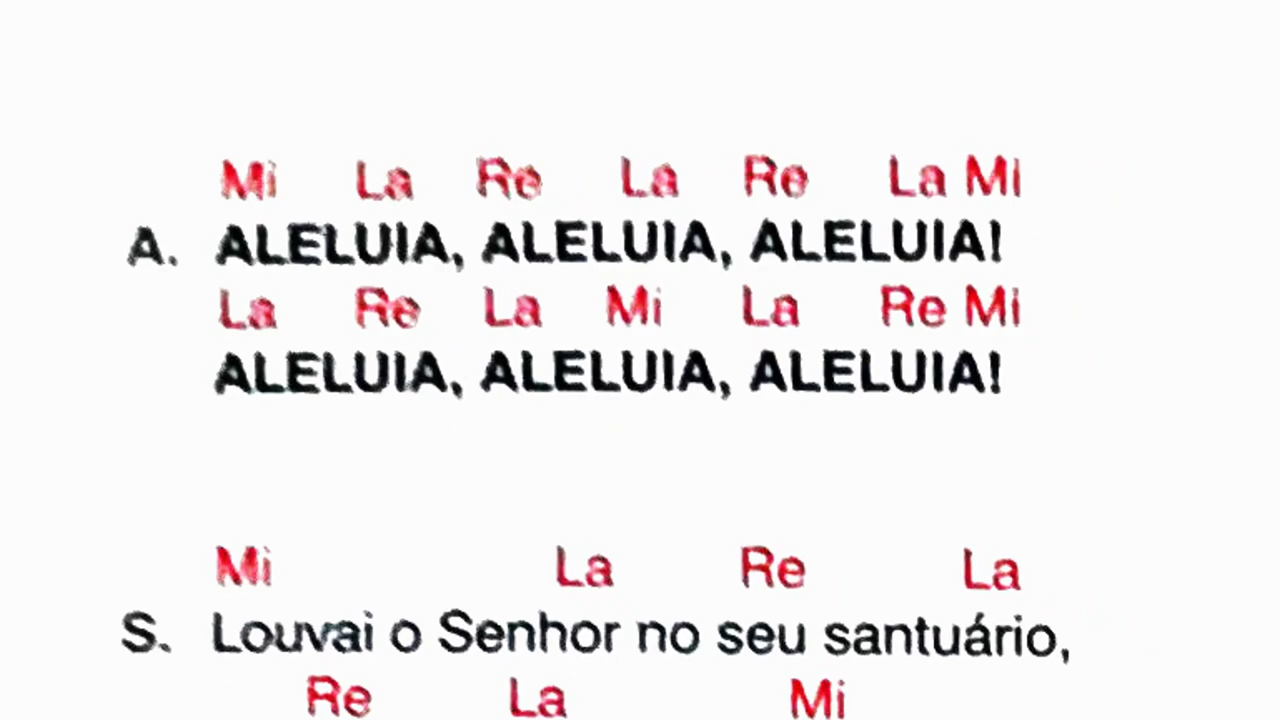 Mi La Re La Re La Mi
A. ALELUIA, ALELUIA, ALELUIA!
La Re La Mi La Re Mi
ALELUIA, ALELUIA, ALELUIA!
Mi La Re La
S. Louvai o Senhor no seu santuário,
Re La Mi